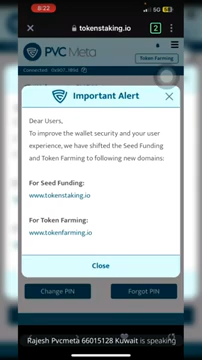 8:22
5G
tokenstaking.io
2
PVC Meta
Token Farming
Important Alert
Dear Users,
To improve the wallet security and your user
experience, we have shifted the Seed Funding
and Token Farming to following new domains:
For Seed Funding:
www.tokenstaking.io
For Token Farming:
www.tokenfarming.io
Close
Change PIN
Forgot PIN
Rajesh Pvcmeta 66015128 Kuwait is speaking